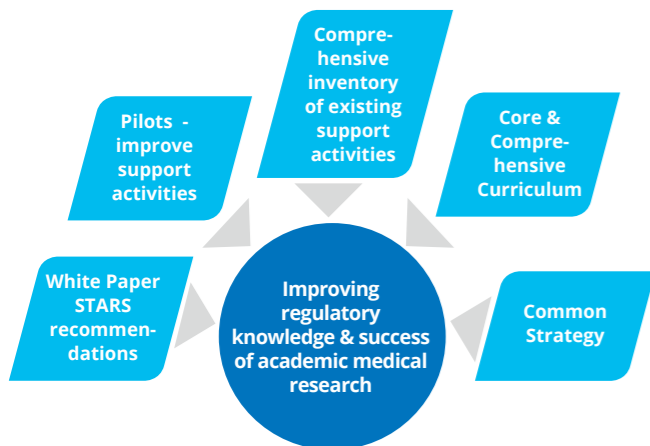 Compre-
hensive
inventory
of existing
support
activities
Pilots -
improve
support
activities
Core &
Compre-
hensive
Curriculum
White Paper
STARS
recommen-
dations
Improving
regulatory
knowledge & success
of academic medical
research
Common
Strategy